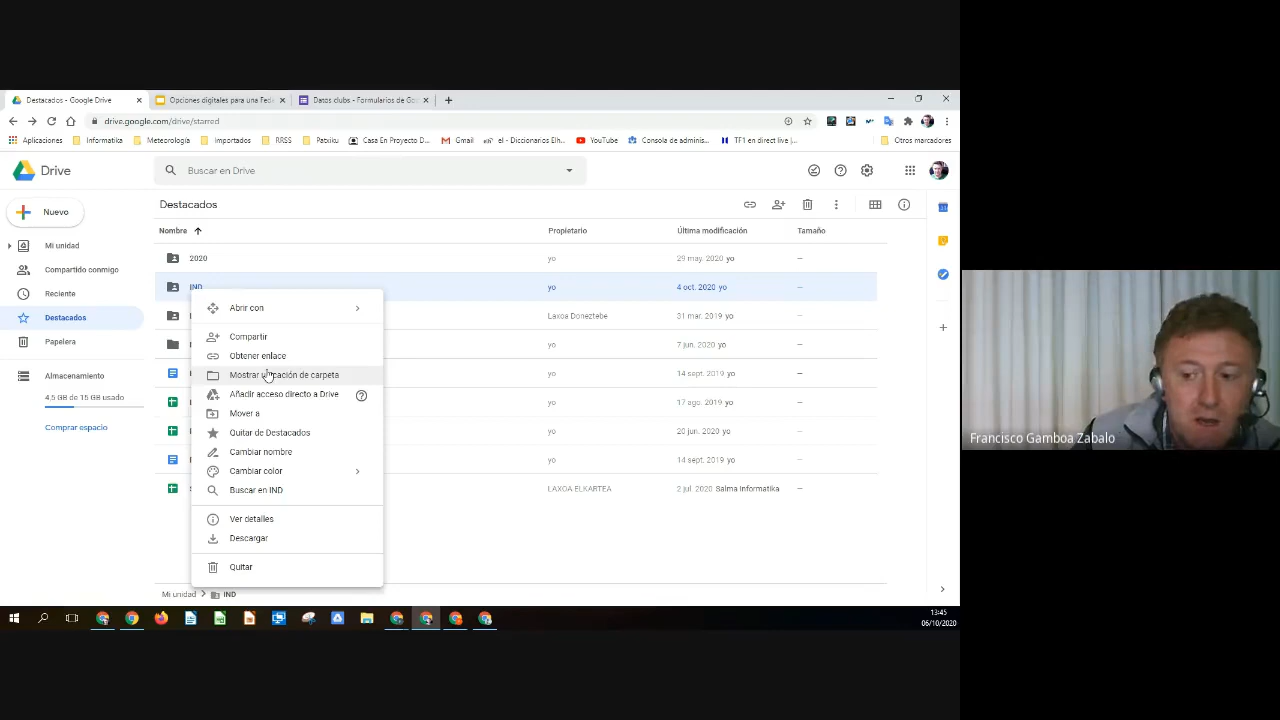 Destacados - Google Drive
Opciones digitales para una Fed
Datos clubs - Formularios de Go
drive.google.com/drive/starred
Aplicaciones
Informatika
Meteorología
Importados
RRSS
Patxiku
Casa En Proyecto D...
Gmail
el - Diccionarios Elh...
YouTube
Consola de adminis...
TF1 en direct live |...
Otros marcadores
Drive
Buscar en Drive
Nuevo
Destacados
Nombre
Propietario
Última modificación
Tamaño
Mi unidad
Compartido conmigo
Reciente
Destacados
Papelera
Almacenamiento
4,5 GB de 15 GB usado
Comprar espacio
2020 yo 29 may. 2020 yo —
IND yo 4 oct. 2020 yo —
Laxoa Doneztebe 31 mar. 2019 yo —
yo 7 jun. 2020 yo —
yo 14 sept. 2019 yo —
yo 17 ago. 2019 yo —
yo 20 jun. 2020 yo —
yo 14 sept. 2019 yo —
LAXOA ELKARTEA 2 jul. 2020 Salma Informatika —
Abrir con
Compartir
Obtener enlace
Mostrar ubicación de carpeta
Añadir acceso directo a Drive
Mover a
Quitar de Destacados
Cambiar nombre
Cambiar color
Buscar en IND
Ver detalles
Descargar
Quitar
Mi unidad > IND
13:45
06/10/2020
Francisco Gamboa Zabalo